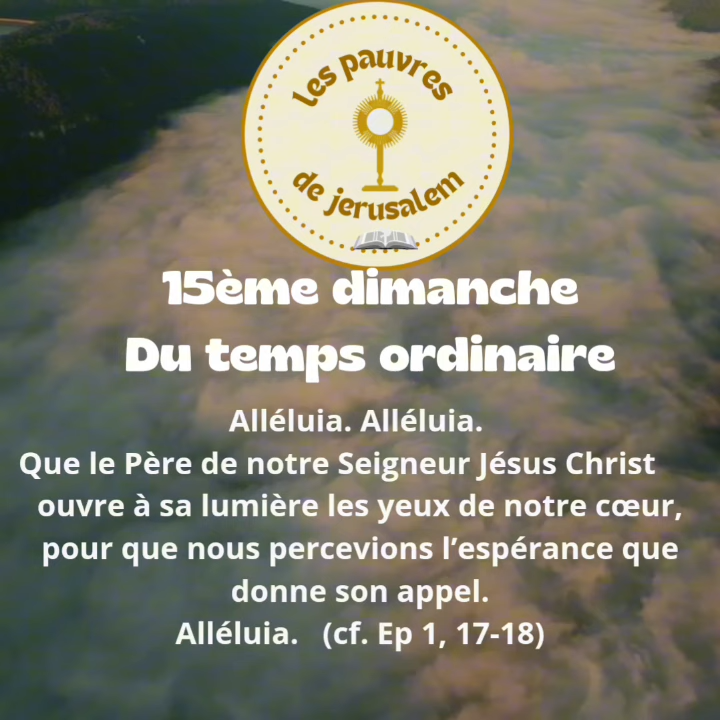 les pauvres
de jerusalem
15ème dimanche
Du temps ordinaire
Alléluia. Alléluia.
Que le Père de notre Seigneur Jésus Christ
ouvre à sa lumière les yeux de notre cœur,
pour que nous percevions l’espérance que
donne son appel.
Alléluia. (cf. Ep 1, 17-18)